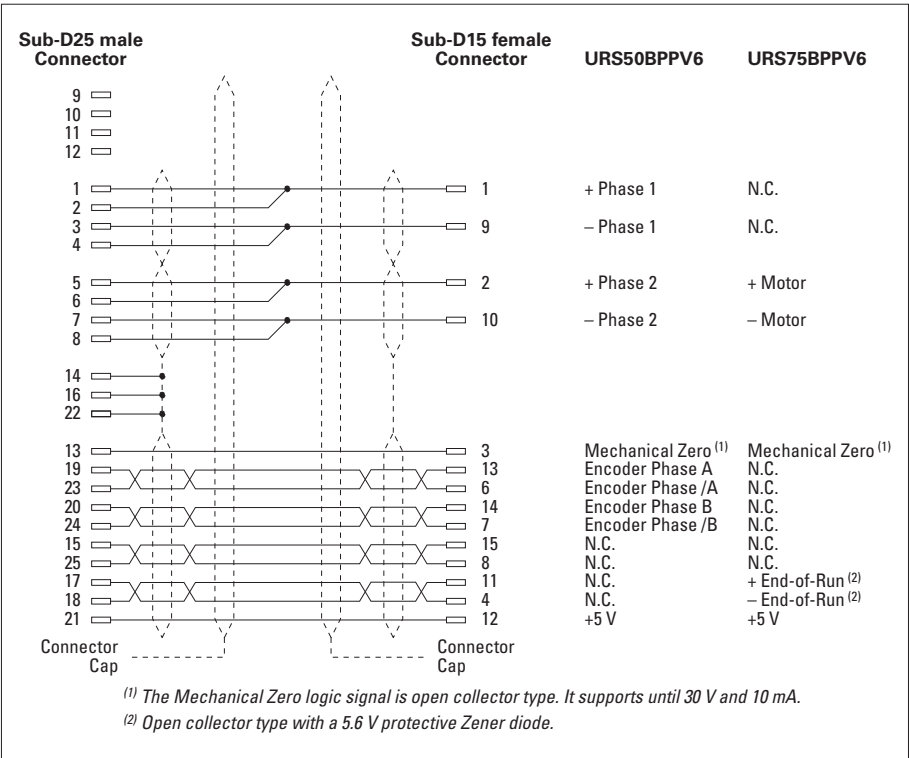 Sub-D25 male Connector
Sub-D15 female Connector
URS50BPPV6
URS75BPPV6
9
10
11
12
1 1 + Phase 1 N.C.
2
3 9 – Phase 1 N.C.
4
5 2 + Phase 2 + Motor
6
7 10 – Phase 2 – Motor
8
14
16
22
13 3 Mechanical Zero (1) Mechanical Zero (1)
19 13 Encoder Phase A N.C.
23 6 Encoder Phase /A N.C.
20 14 Encoder Phase B N.C.
24 7 Encoder Phase /B N.C.
15 15 N.C. N.C.
25 8 N.C. N.C.
17 11 N.C. + End-of-Run (2)
18 4 N.C. – End-of-Run (2)
21 12 +5 V +5 V
Connector Cap
Connector Cap
(1) The Mechanical Zero logic signal is open collector type. It supports until 30 V and 10 mA.
(2) Open collector type with a 5.6 V protective Zener diode.